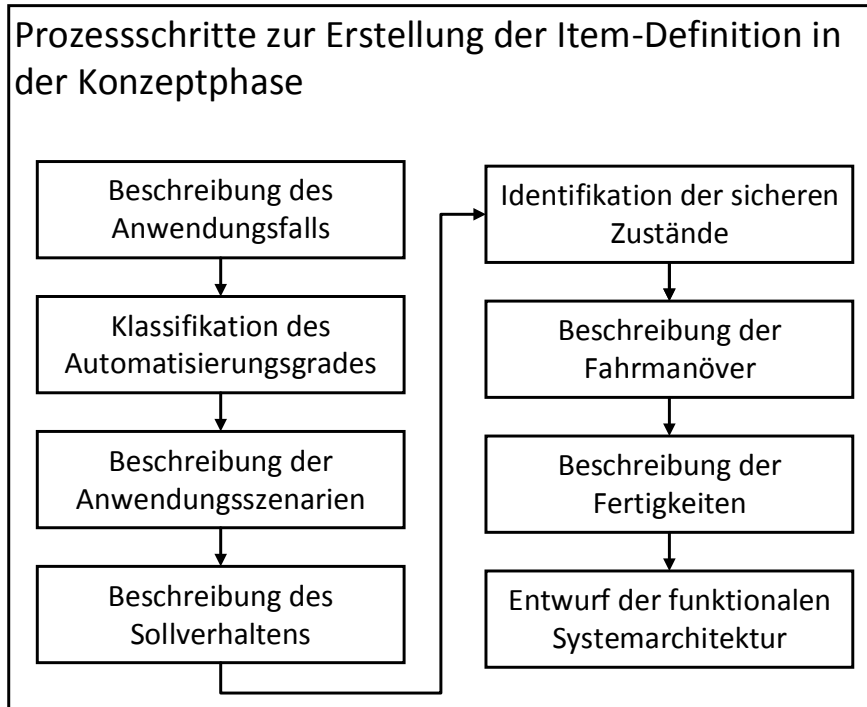 Prozessschritte zur Erstellung der Item-Definition in
der Konzeptphase
Beschreibung des
Anwendungsfalls
Klassifikation des
Automatisierungsgrades
Beschreibung der
Anwendungsszenarien
Beschreibung des
Sollverhaltens
Identifikation der sicheren
Zustände
Beschreibung der
Fahrmanöver
Beschreibung der
Fertigkeiten
Entwurf der funktionalen
Systemarchitektur